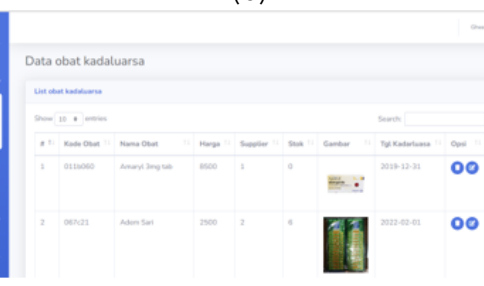 Data obat kadaluarsa
List obat kadaluarsa
Show 10 entries
Search:
# Kode Obat Nama Obat Harga Supplier Stok Gambar Tgl.Kadarluasa Opsi
1 011b060 Amaryl 3mg tab 6500 1 0 2019-12-31
2 067c21 Adem Sari 2500 2 6 2022-02-01